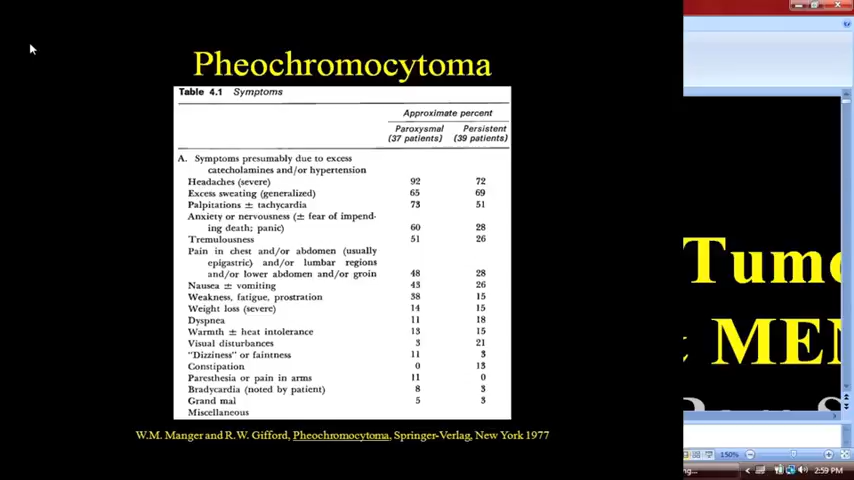 Pheochromocytoma
Table 4.1 Symptoms
Approximate percent
Paroxysmal Persistent
(37 patients) (39 patients)
A. Symptoms presumably due to excess
catecholamines and/or hypertension
Headaches (severe) 92 72
Excess sweating (generalized) 65 69
Palpitations ± tachycardia 73 51
Anxiety or nervousness (± fear of impend-
ing death; panic) 60 28
Tremulousness 51 26
Pain in chest and/or abdomen (usually
epigastric) and/or lumbar regions
and/or lower abdomen and/or groin 48 28
Nausea ± vomiting 43 26
Weakness, fatigue, prostration 38 15
Weight loss (severe) 14 15
Dyspnea 11 18
Warmth ± heat intolerance 13 15
Visual disturbances 3 21
"Dizziness" or faintness 11 3
Constipation 0 13
Paresthesia or pain in arms 11 0
Bradycardia (noted by patient) 8 3
Grand mal 5 3
Miscellaneous
W.M. Manger and R.W. Gifford, Pheochromocytoma, Springer-Verlag, New York 1977
Tum
MEN
150%
2:59 PM